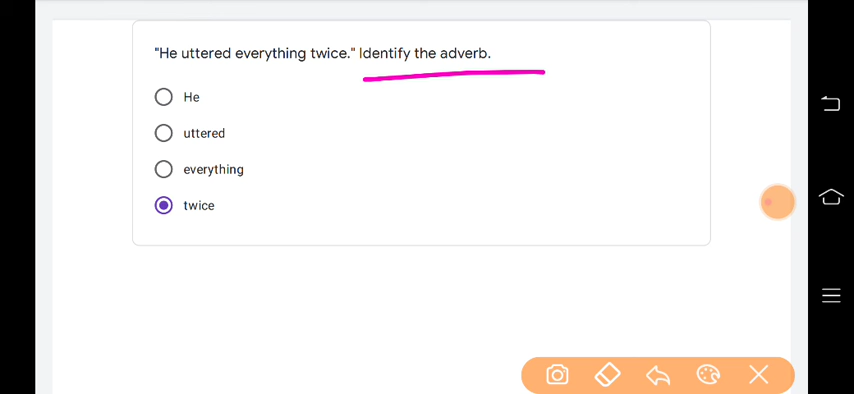 "He uttered everything twice." Identify the adverb.
He
uttered
everything
twice